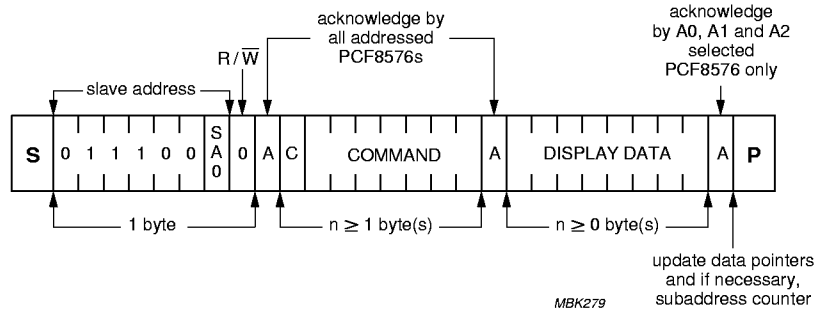 acknowledge by
all addressed
PCF8576s
acknowledge
by A0, A1 and A2
selected
PCF8576 only
R / W
slave address
S 0 1 1 1 0 0 S A 0 0 A C COMMAND A DISPLAY DATA A P
1 byte
n ≥ 1 byte(s)
n ≥ 0 byte(s)
update data pointers
and if necessary,
subaddress counter
MBK279